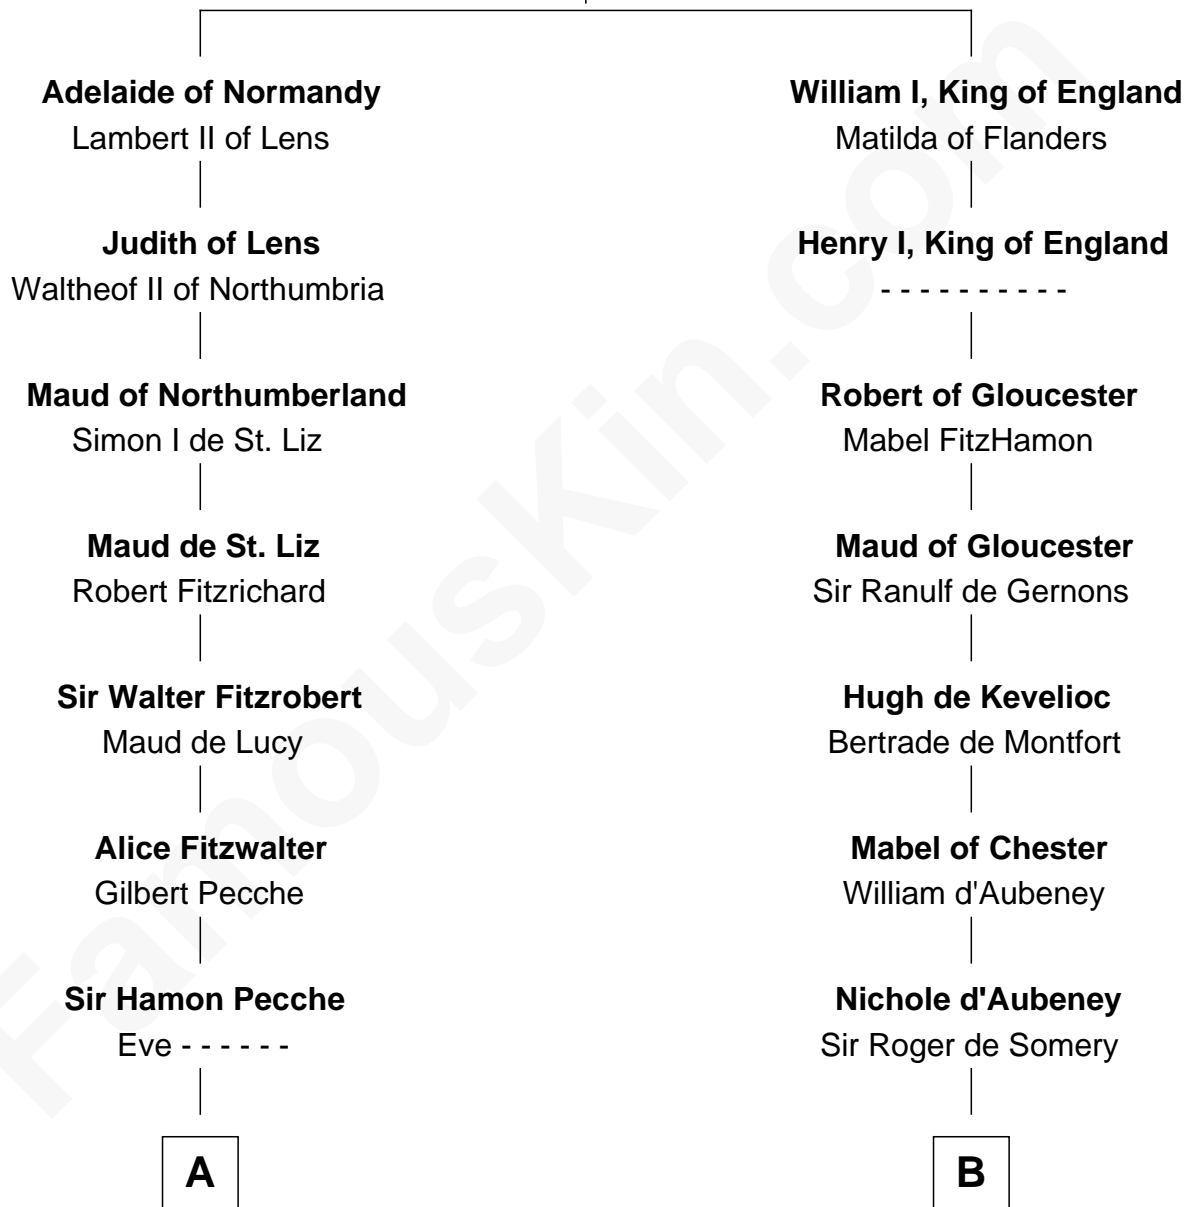 Adelaide of Normandy
Lambert II of Lens
Judith of Lens
Waltheof II of Northumbria
Maud of Northumberland
Simon I de St. Liz
Maud de St. Liz
Robert Fitzrichard
Sir Walter Fitzrobert
Maud de Lucy
Alice Fitzwalter
Gilbert Pecche
Sir Hamon Pecche
Eve - - - - - -
A
William I, King of England
Matilda of Flanders
Henry I, King of England
- - - - - - - - - -
Robert of Gloucester
Mabel FitzHamon
Maud of Gloucester
Sir Ranulf de Gernons
Hugh de Kevelioc
Bertrade de Montfort
Mabel of Chester
William d'Aubeney
Nichole d'Aubeney
Sir Roger de Somery
B
FamousKin.com